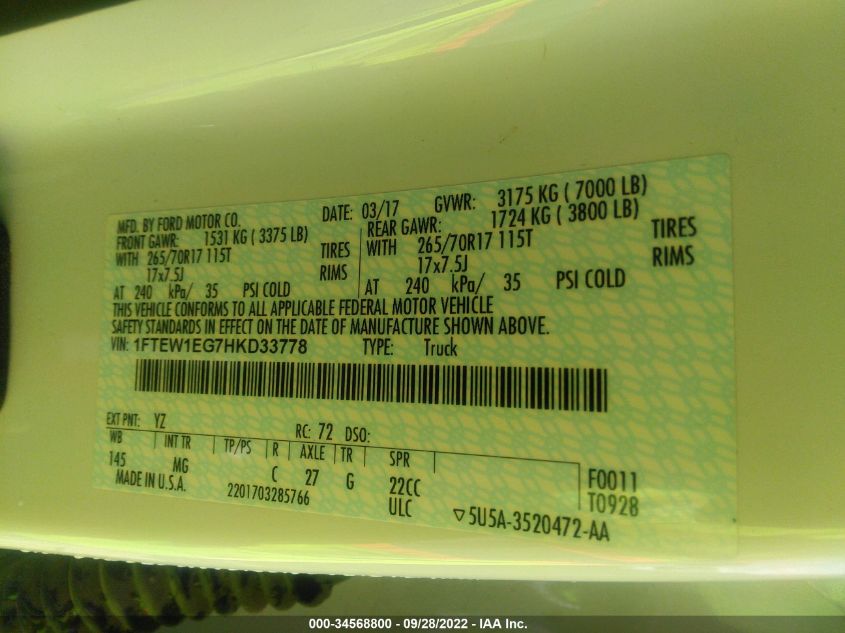 MFD. BY FORD MOTOR CO.
DATE: 03/17 GVWR: 3175 KG ( 7000 LB)
FRONT GAWR: 1531 KG ( 3375 LB) REAR GAWR: 1724 KG ( 3800 LB)
WITH 265/70R17 115T TIRES WITH 265/70R17 115T TIRES
17x7.5J RIMS 17x7.5J RIMS
AT 240 kPa/ 35 PSI COLD AT 240 kPa/ 35 PSI COLD
THIS VEHICLE CONFORMS TO ALL APPLICABLE FEDERAL MOTOR VEHICLE
SAFETY STANDARDS IN EFFECT ON THE DATE OF MANUFACTURE SHOWN ABOVE.
VIN: 1FTEW1EG7HKD33778 TYPE: Truck
EXT PNT: YZ RC: 72 DSO:
WB INT TR TP/PS R AXLE TR SPR
145 MG C 27 G 22CC F0011
MADE IN U.S.A. 2201703285766 ULC T0928
▽5U5A-3520472-AA
000-34568800 - 09/28/2022 - IAA Inc.